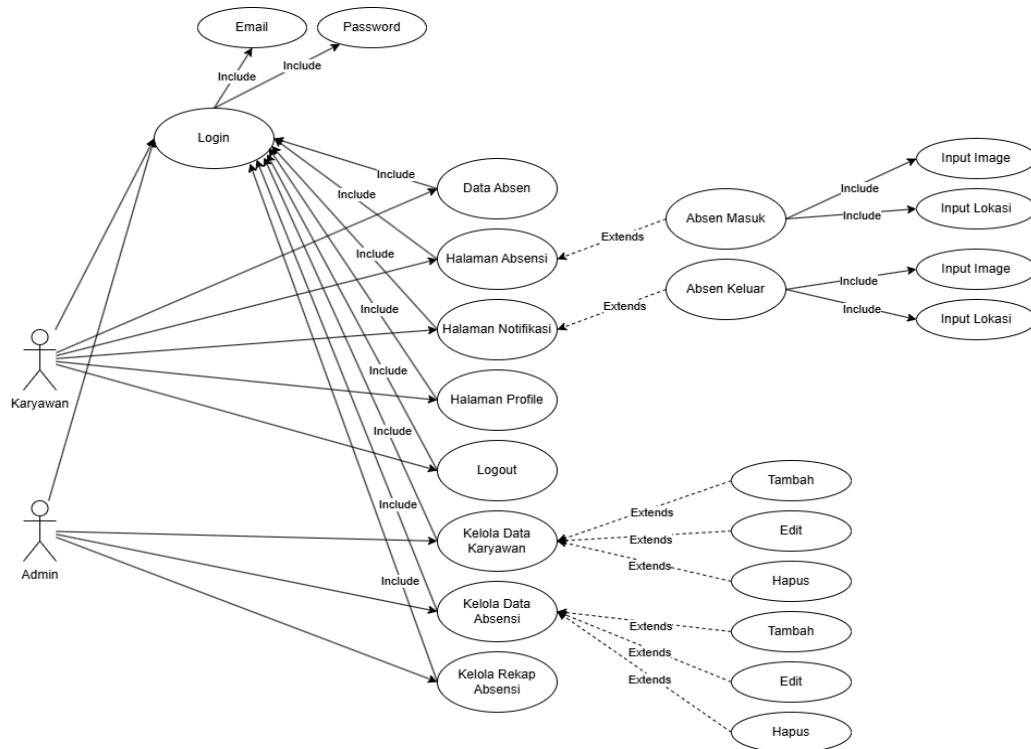 Email
Password
Include
Include
Login
Include
Data Absen
Include
Input Image
Include
Input Lokasi
Include
Absen Masuk
Extends
Halaman Absensi
Include
Input Image
Include
Absen Keluar
Include
Input Lokasi
Extends
Include
Halaman Notifikasi
Include
Karyawan
Halaman Profile
Include
Include
Logout
Tambah
Extends
Include
Kelola Data
Karyawan
Extends
Edit
Extends
Hapus
Admin
Include
Kelola Data
Absensi
Extends
Tambah
Extends
Edit
Extends
Hapus
Kelola Rekap
Absensi